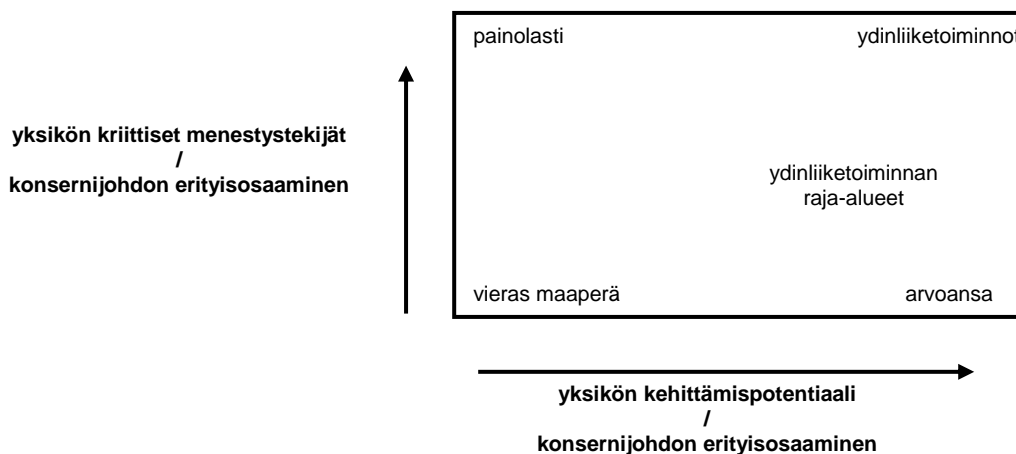 painolasti
ydinliiketoiminnot
yksikön kriittiset menestystekijät
/
konsernijohdon erityisosaaminen
ydinliiketoiminnan
raja-alueet
vieras maaperä
arvoansa
yksikön kehittämispotentiaali
/
konsernijohdon erityisosaaminen